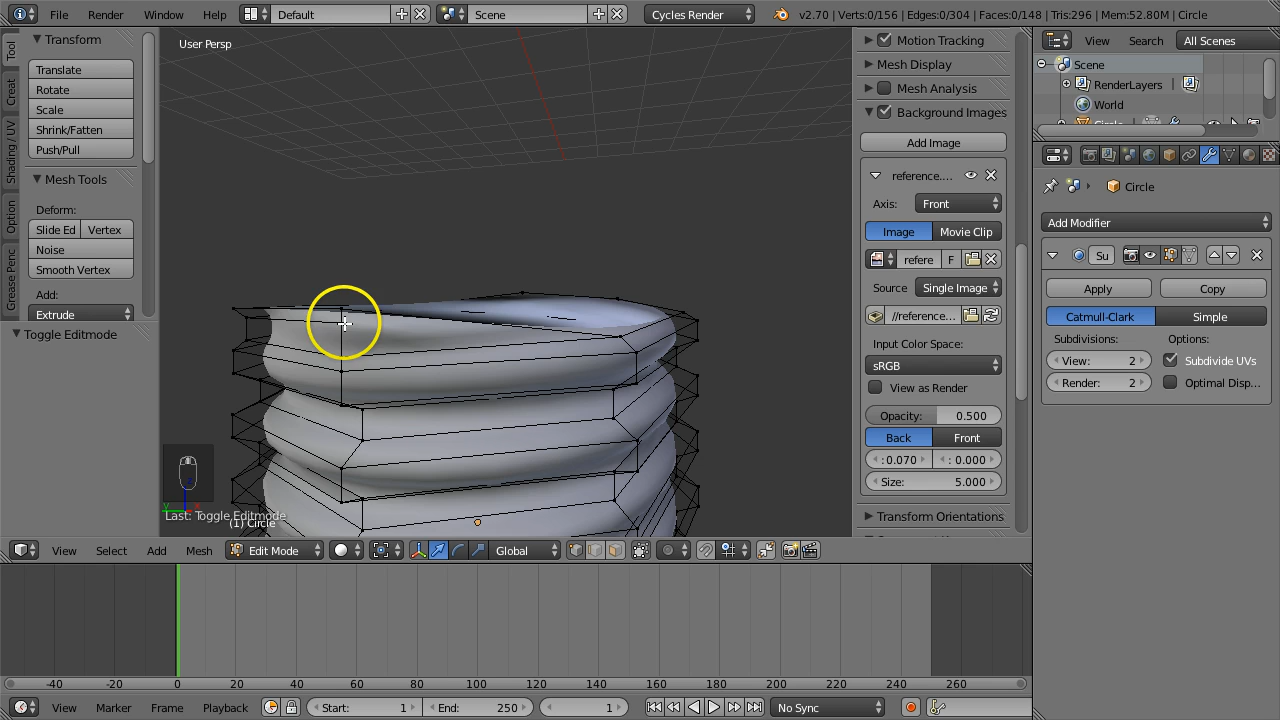 File Render Window Help Default Scene Cycles Render v2.70 | Verts:0/156 | Edges:0/304 | Faces:0/148 | Tris:296 | Mem:52.80M | Circle
Tool
Creat
Shading / UV
Option
Grease Penc
Transform
Translate
Rotate
Scale
Shrink/Fatten
Push/Pull
Mesh Tools
Deform:
Slide Ed Vertex
Noise
Smooth Vertex
Add:
Extrude
Toggle Editmode
User Persp
Last: Toggle Editmode
(1) Circle
Motion Tracking
Mesh Display
Mesh Analysis
Background Images
Add Image
reference....
Axis: Front
Image Movie Clip
refere F
Source Single Image
//reference...
Input Color Space:
sRGB
View as Render
Opacity: 0.500
Back Front
: 0.070 : 0.000
Size: 5.000
Transform Orientations
View Search All Scenes
Scene
RenderLayers
World
Circle
Add Modifier
Su
Apply Copy
Catmull-Clark Simple
Subdivisions: Options:
View: 2 Subdivide UVs
Render: 2 Optimal Disp...
View Select Add Mesh Edit Mode Global
-40 -20 0 20 40 60 80 100 120 140 160 180 200 220 240 260
View Marker Frame Playback Start: 1 End: 250 1 No Sync